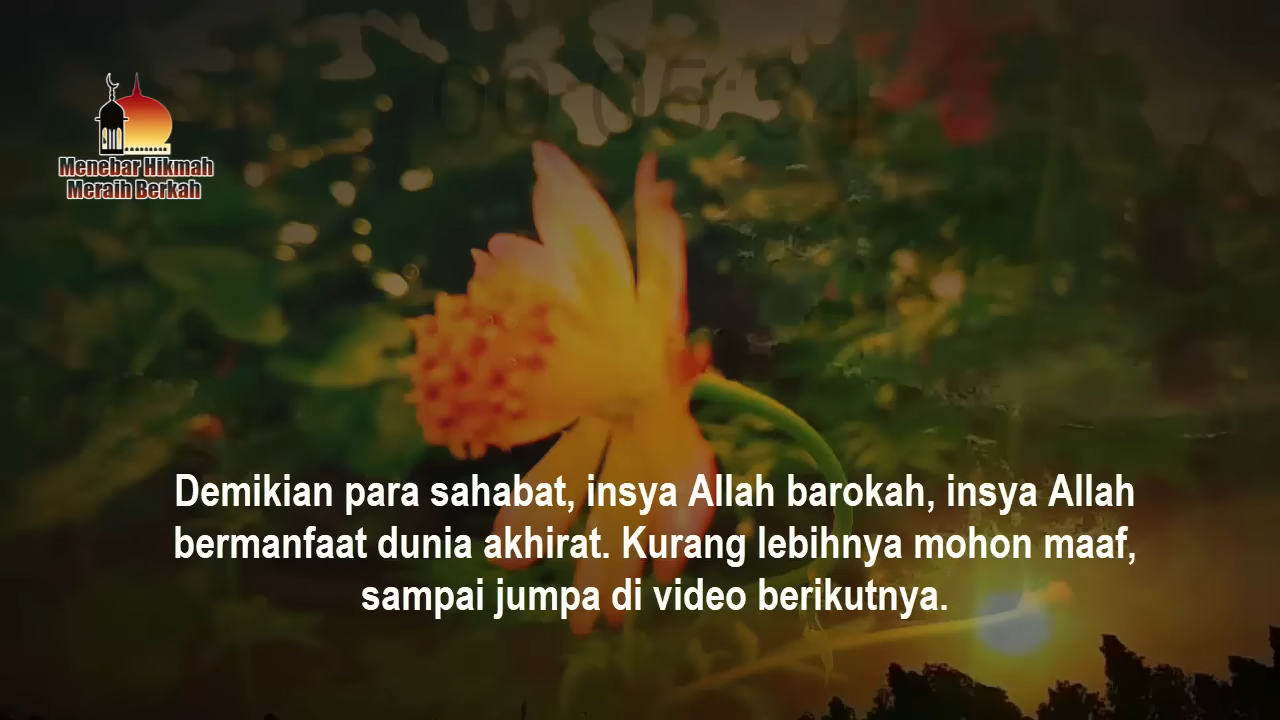 Menebar Hikmah
Meraih Berkah
Demikian para sahabat, insya Allah barokah, insya Allah
bermanfaat dunia akhirat. Kurang lebihnya mohon maaf,
sampai jumpa di video berikutnya.